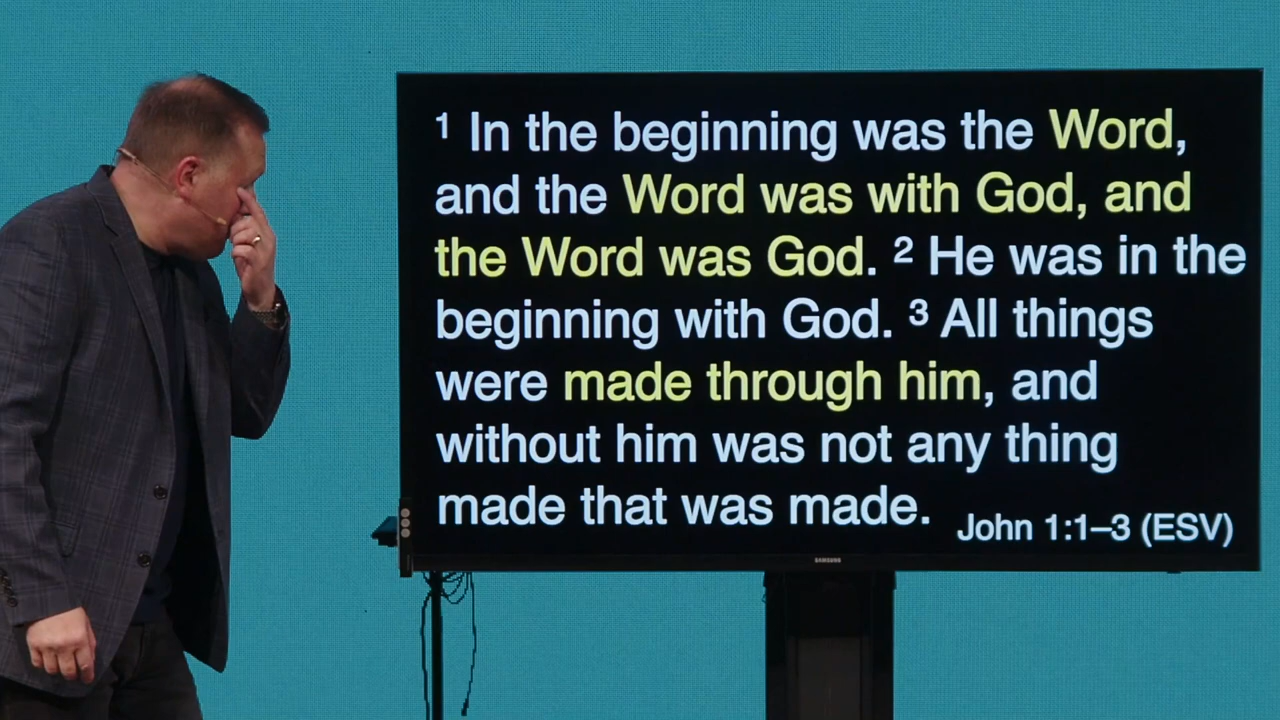 ¹ In the beginning was the Word,
and the Word was with God, and
the Word was God. ² He was in the
beginning with God. ³ All things
were made through him, and
without him was not any thing
made that was made.
John 1:1–3 (ESV)
SAMSUNG